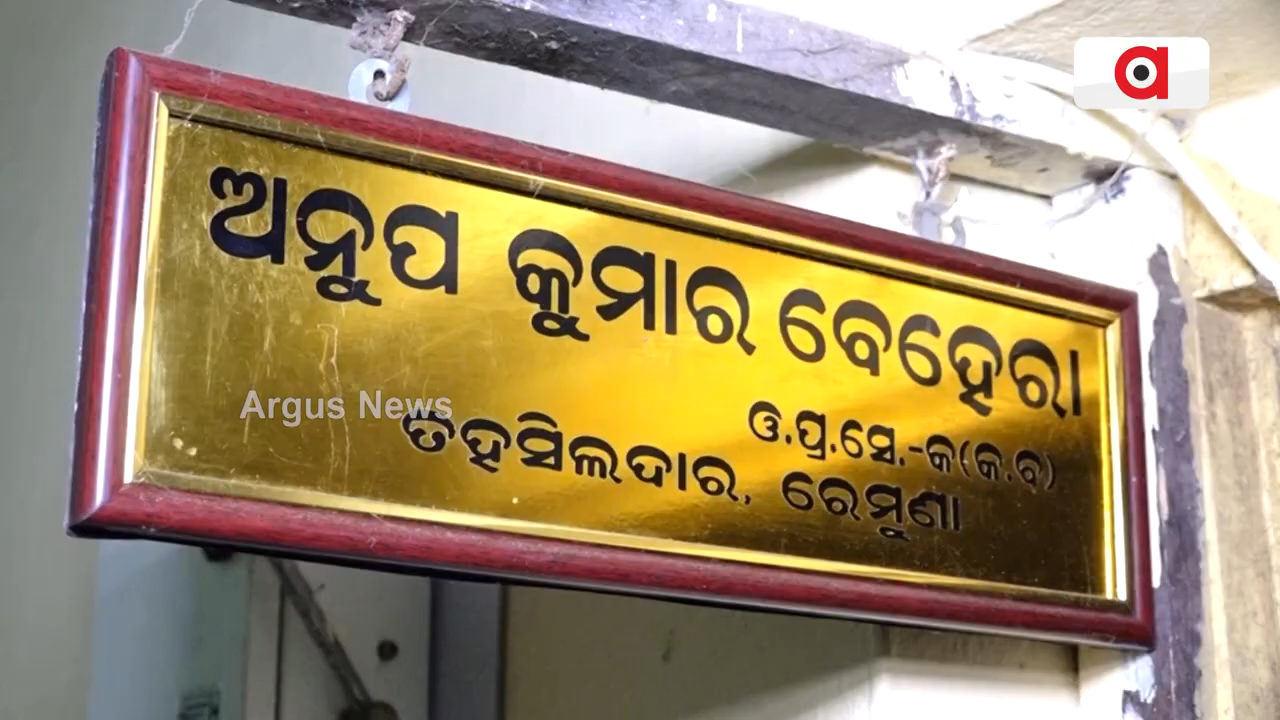 ଅନୁପ କୁମାର ବେହେରା
ଓ.ପ୍ର.ସେ.-କ(କ.ବ)
ତହସିଲଦାର, ରେମୁଣା
Argus News
a